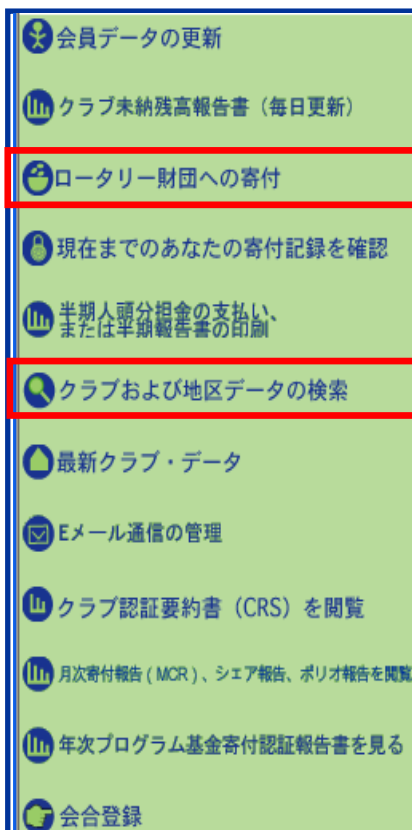 会員データの更新
クラブ未納残高報告書（毎日更新）
ロータリー財団への寄付
現在までのあなたの寄付記録を確認
半期人頭分担金の支払い、
または半期報告書の印刷
クラブおよび地区データの検索
最新クラブ・データ
Eメール通信の管理
クラブ認証要約書（CRS）を閲覧
月次寄付報告 ( MCR ) 、シェア報告、ポリオ報告を閲覧
年次プログラム基金寄付認証報告書を見る
会合登録